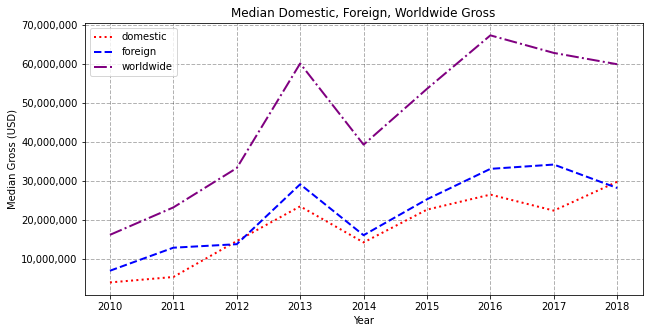 Median Domestic, Foreign, Worldwide Gross
70,000,000
60,000,000
50,000,000
40,000,000
30,000,000
20,000,000
10,000,000
Median Gross (USD)
domestic
foreign
worldwide
2010 2011 2012 2013 2014 2015 2016 2017 2018
Year